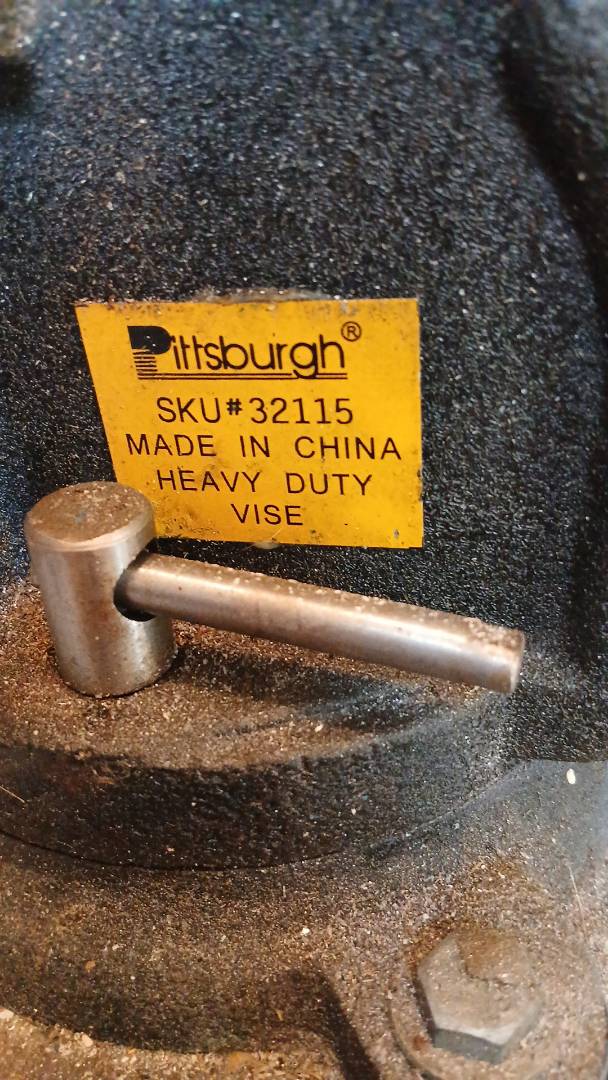 Pittsburgh®
SKU#32115
MADE IN CHINA
HEAVY DUTY
VISE